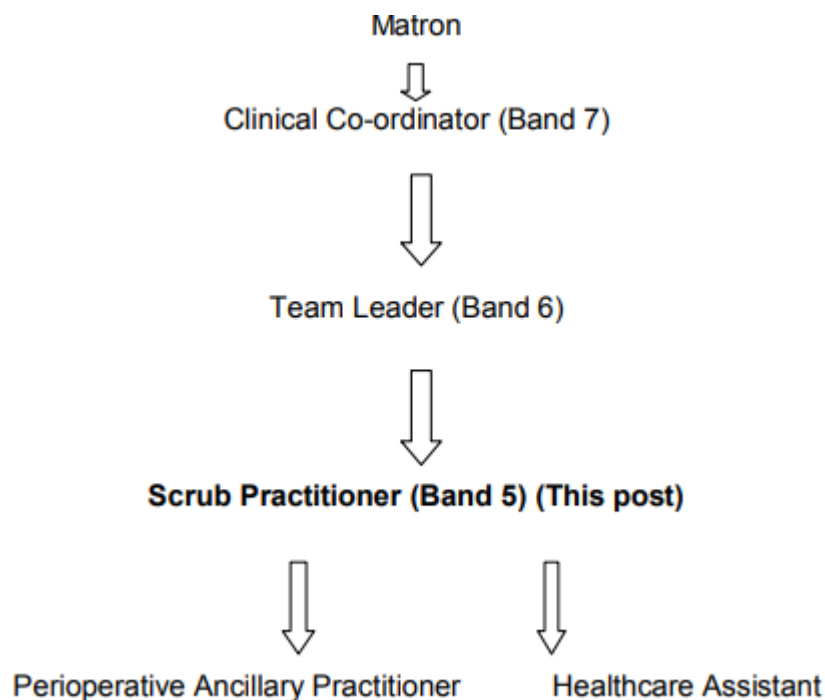 Matron
Clinical Co-ordinator (Band 7)
Team Leader (Band 6)
Scrub Practitioner (Band 5) (This post)
Perioperative Ancillary Practitioner
Healthcare Assistant